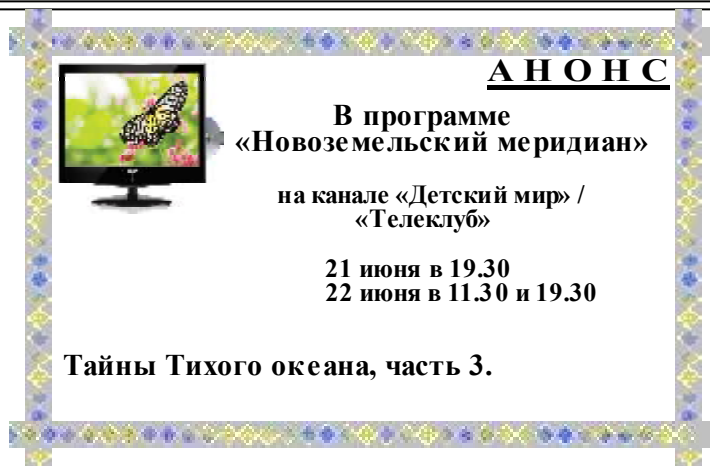 А Н О Н С
В программе
«Новоземельский меридиан»
на канале «Детский мир» /
«Телеклуб»
21 июня в 19.30
22 июня в 11.30 и 19.30
Тайны Тихого океана, часть 3.